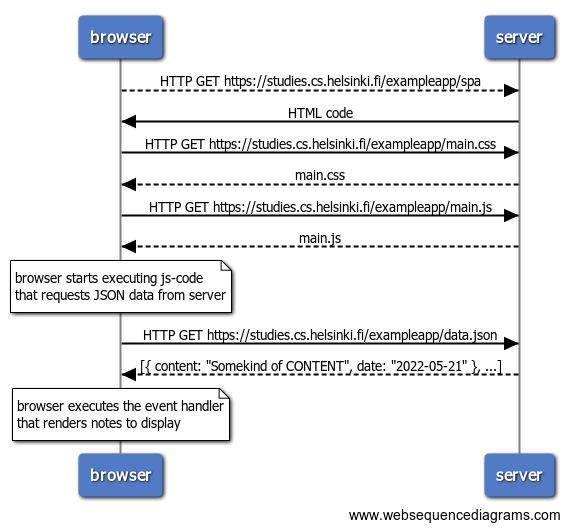 browser
server
HTTP GET https://studies.cs.helsinki.fi/exampleapp/spa
HTML code
HTTP GET https://studies.cs.helsinki.fi/exampleapp/main.css
main.css
HTTP GET https://studies.cs.helsinki.fi/exampleapp/main.js
main.js
browser starts executing js-code
that requests JSON data from server
HTTP GET https://studies.cs.helsinki.fi/exampleapp/data.json
[{ content: "Somekind of CONTENT", date: "2022-05-21" }, ...]
browser executes the event handler
that renders notes to display
browser
server
www.websequencediagrams.com